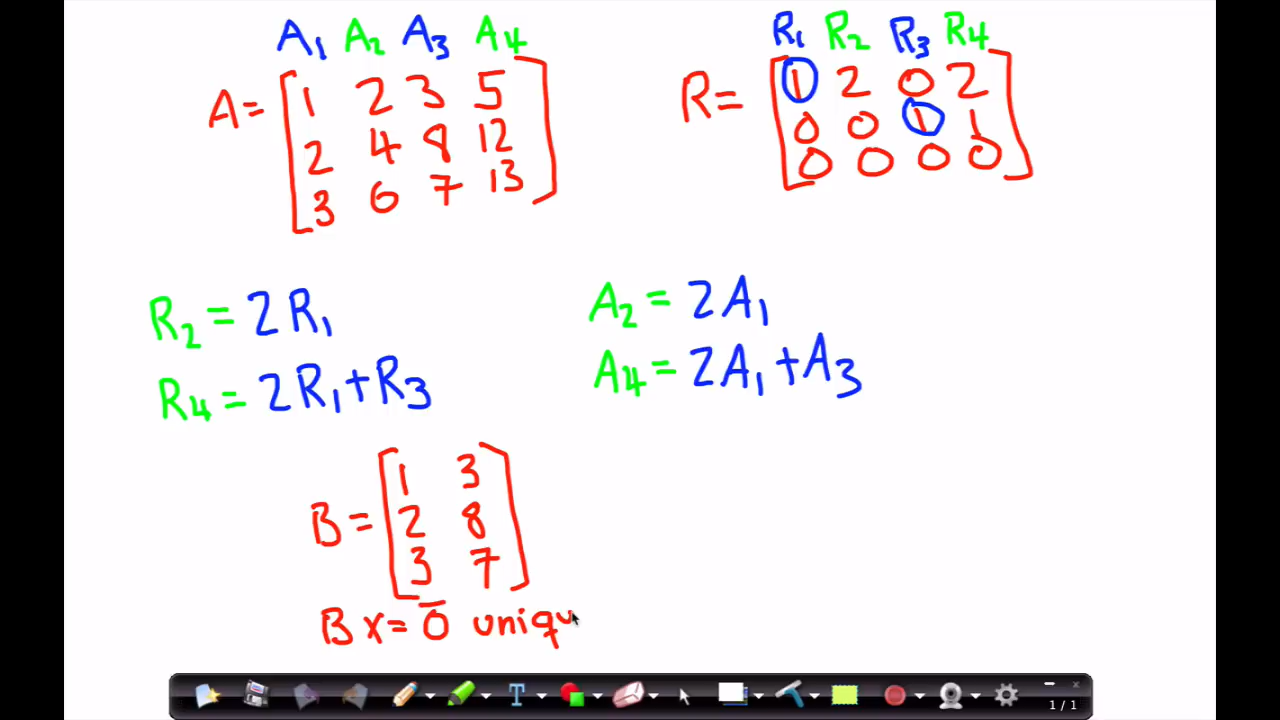 A₁ A₂ A₃ A₄
R₁ R₂ R₃ R₄
A = [1 2 3 5
2 4 8 12
3 6 7 13]
R = [1 2 0 2
0 0 1 1
0 0 0 0]
R₂ = 2R₁
R₄ = 2R₁+R₃
A₂ = 2A₁
A₄ = 2A₁+A₃
B = [1 3
2 8
3 7]
B x = 0̅ uniqu
T
1 / 1